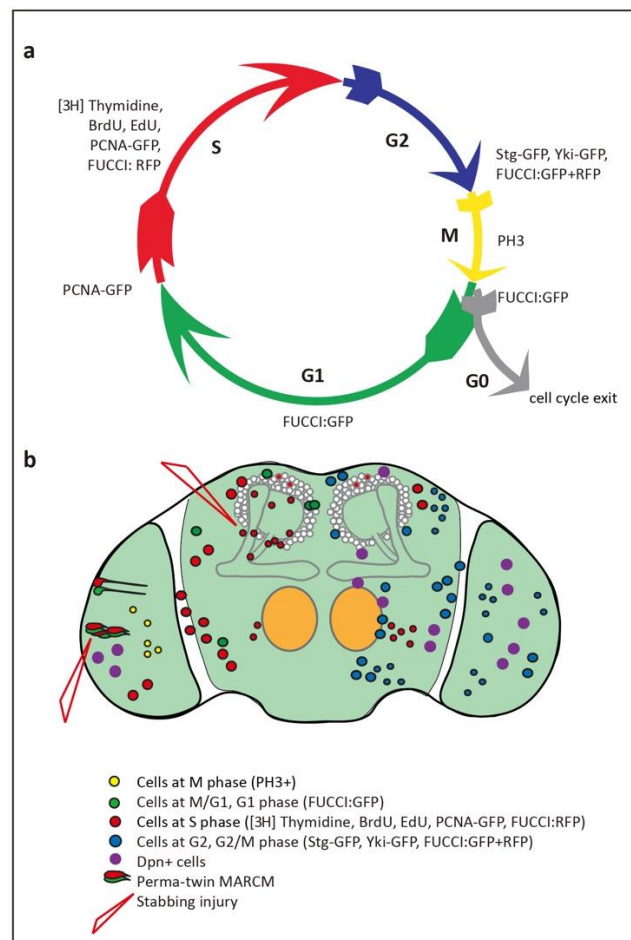 a
[3H] Thymidine,
BrdU, EdU,
PCNA-GFP,
FUCCI: RFP
S
G2
Stg-GFP, Yki-GFP,
FUCCI:GFP+RFP
M
PH3
PCNA-GFP
FUCCI:GFP
G1
G0
FUCCI:GFP
cell cycle exit
b
Cells at M phase (PH3+)
Cells at M/G1, G1 phase (FUCCI:GFP)
Cells at S phase ([3H] Thymidine, BrdU, EdU, PCNA-GFP, FUCCI:RFP)
Cells at G2, G2/M phase (Stg-GFP, Yki-GFP, FUCCI:GFP+RFP)
Dpn+ cells
Perma-twin MARCM
Stabbing injury